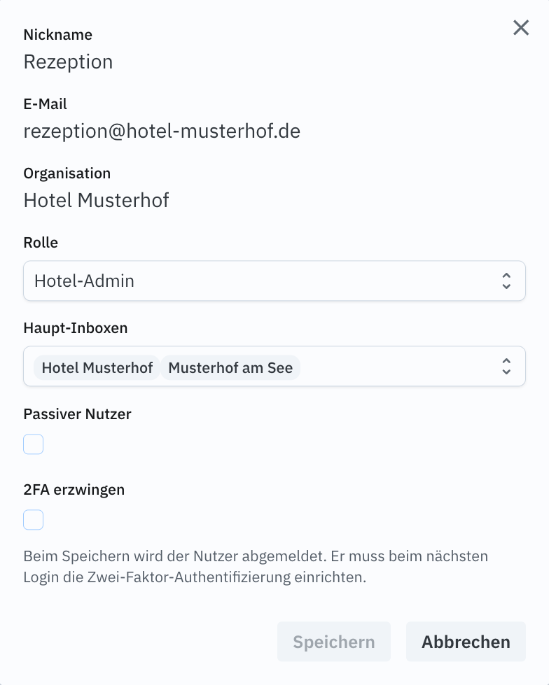 Nickname
Rezeption
E-Mail
rezeption@hotel-musterhof.de
Organisation
Hotel Musterhof
Rolle
Hotel-Admin
Haupt-Inboxen
Hotel Musterhof Musterhof am See
Passiver Nutzer
2FA erzwingen
Beim Speichern wird der Nutzer abgemeldet. Er muss beim nächsten
Login die Zwei-Faktor-Authentifizierung einrichten.
Speichern Abbrechen